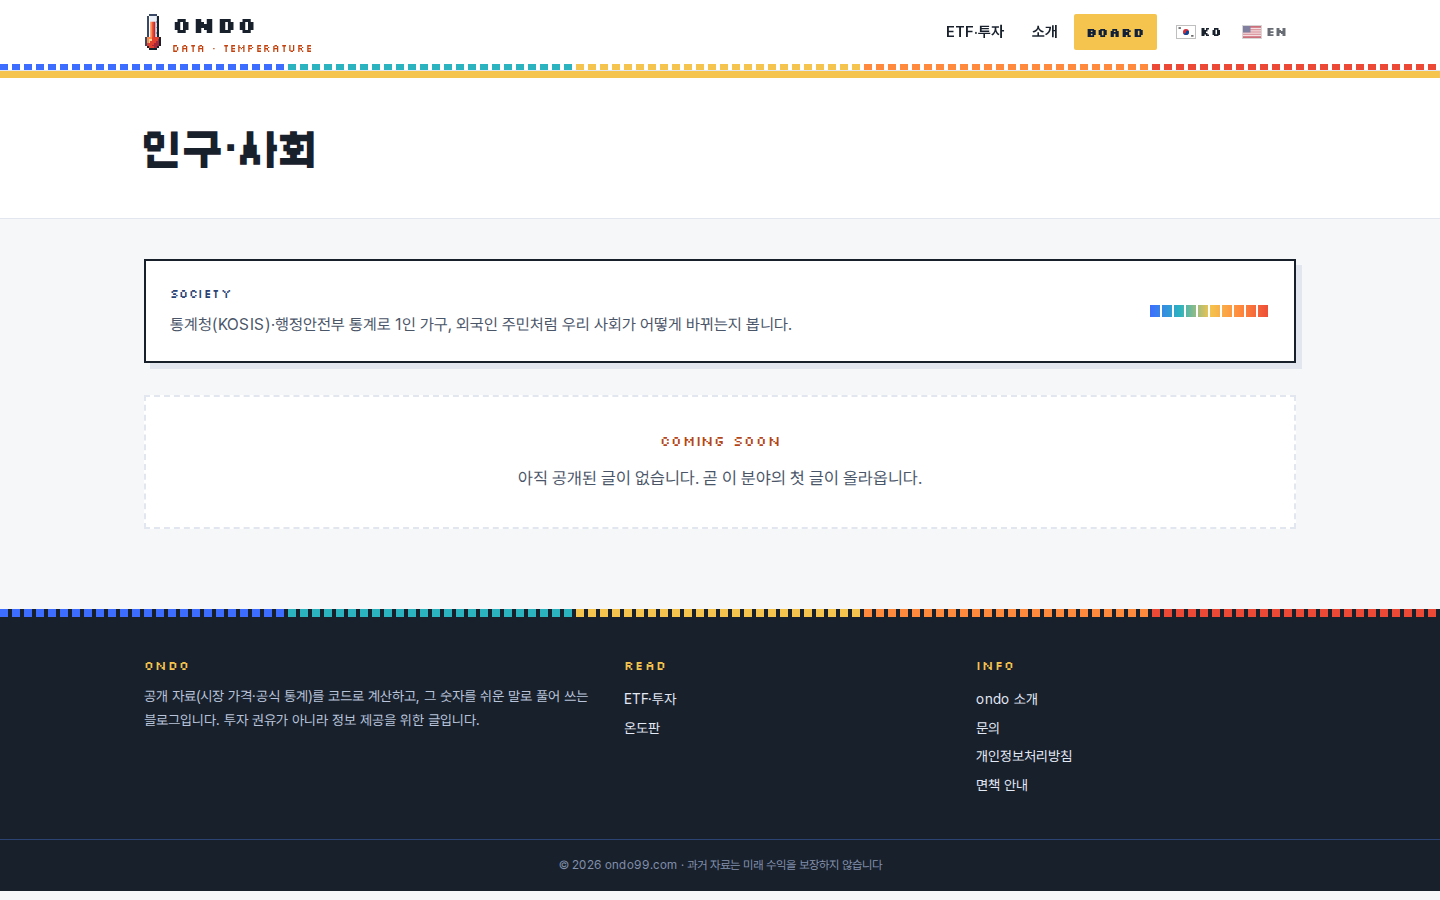 ONDO
DATA · TEMPERATURE
ETF·투자
소개
BOARD
KO
EN
인구·사회
SOCIETY
통계청(KOSIS)·행정안전부 통계로 1인 가구, 외국인 주민처럼 우리 사회가 어떻게 바뀌는지 봅니다.
COMING SOON
아직 공개된 글이 없습니다. 곧 이 분야의 첫 글이 올라옵니다.
ONDO
공개 자료(시장 가격·공식 통계)를 코드로 계산하고, 그 숫자를 쉬운 말로 풀어 쓰는
블로그입니다. 투자 권유가 아니라 정보 제공을 위한 글입니다.
READ
ETF·투자
온도판
INFO
ondo 소개
문의
개인정보처리방침
면책 안내
© 2026 ondo99.com · 과거 자료는 미래 수익을 보장하지 않습니다